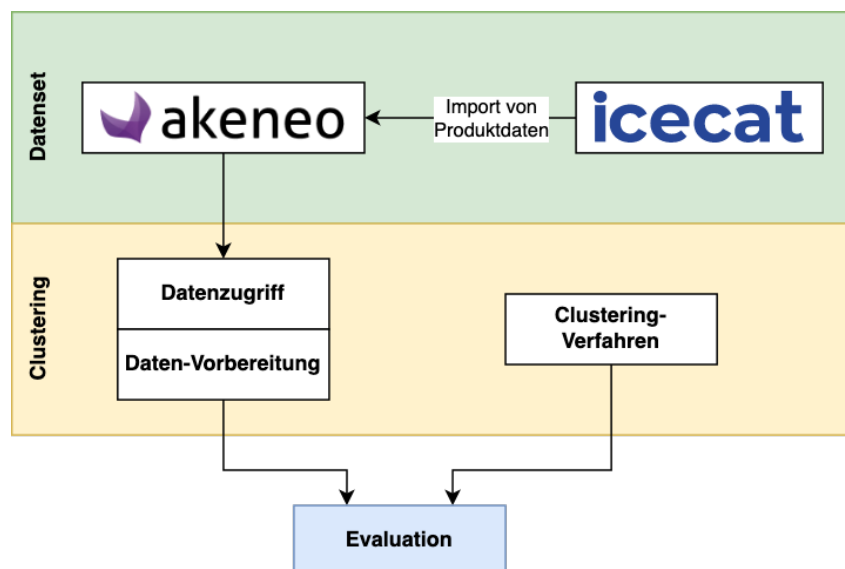 Datenset
akeneo
Import von
Produktdaten
icecat
Clustering
Datenzugriff
Daten-Vorbereitung
Clustering-
Verfahren
Evaluation